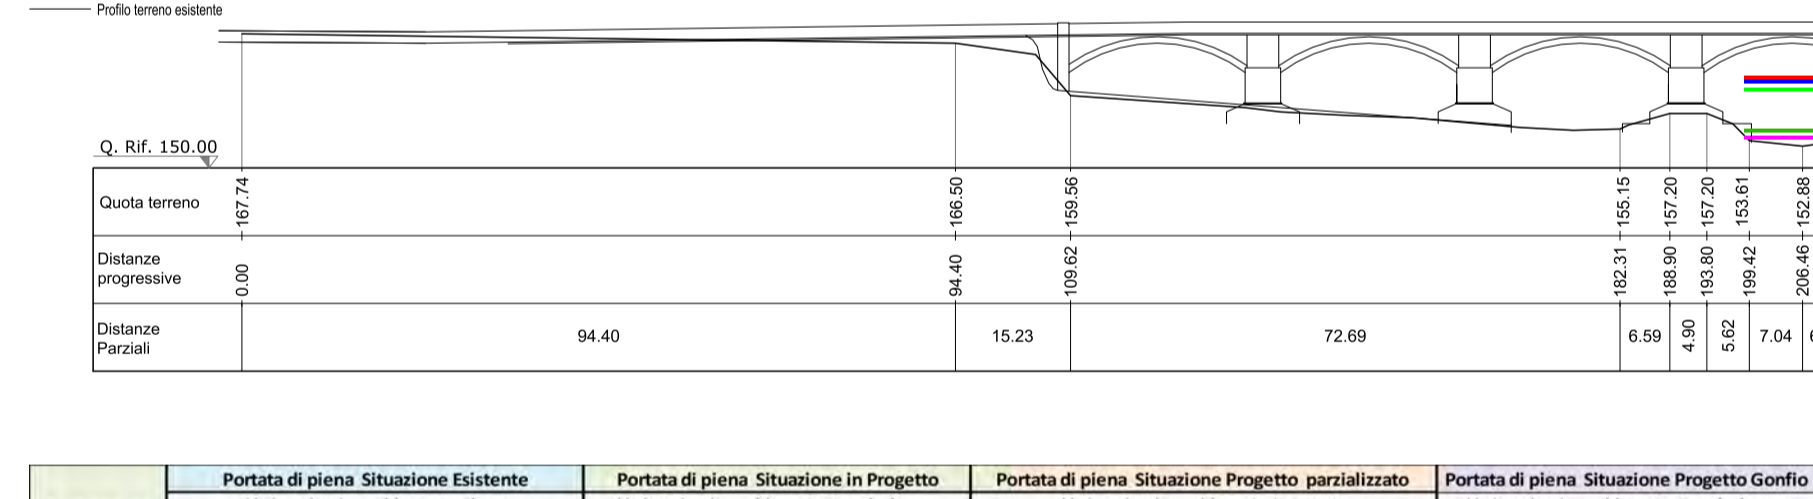 Profilo terreno esistente
Q. Rif. 150.00
Quota terreno 167.74 166.50 159.56 155.15 157.20 157.20 153.61 152.88
Distanze
progressive 0.00 94.40 109.62 182.31 188.90 193.80 199.42 206.46
Distanze
Parziali 94.40 15.23 72.69 6.59 4.90 5.62 7.04
Portata di piena Situazione Esistente Portata di piena Situazione in Progetto Portata di piena Situazione Progetto parzializzato Portata di piena Situazione Progetto Gonfio